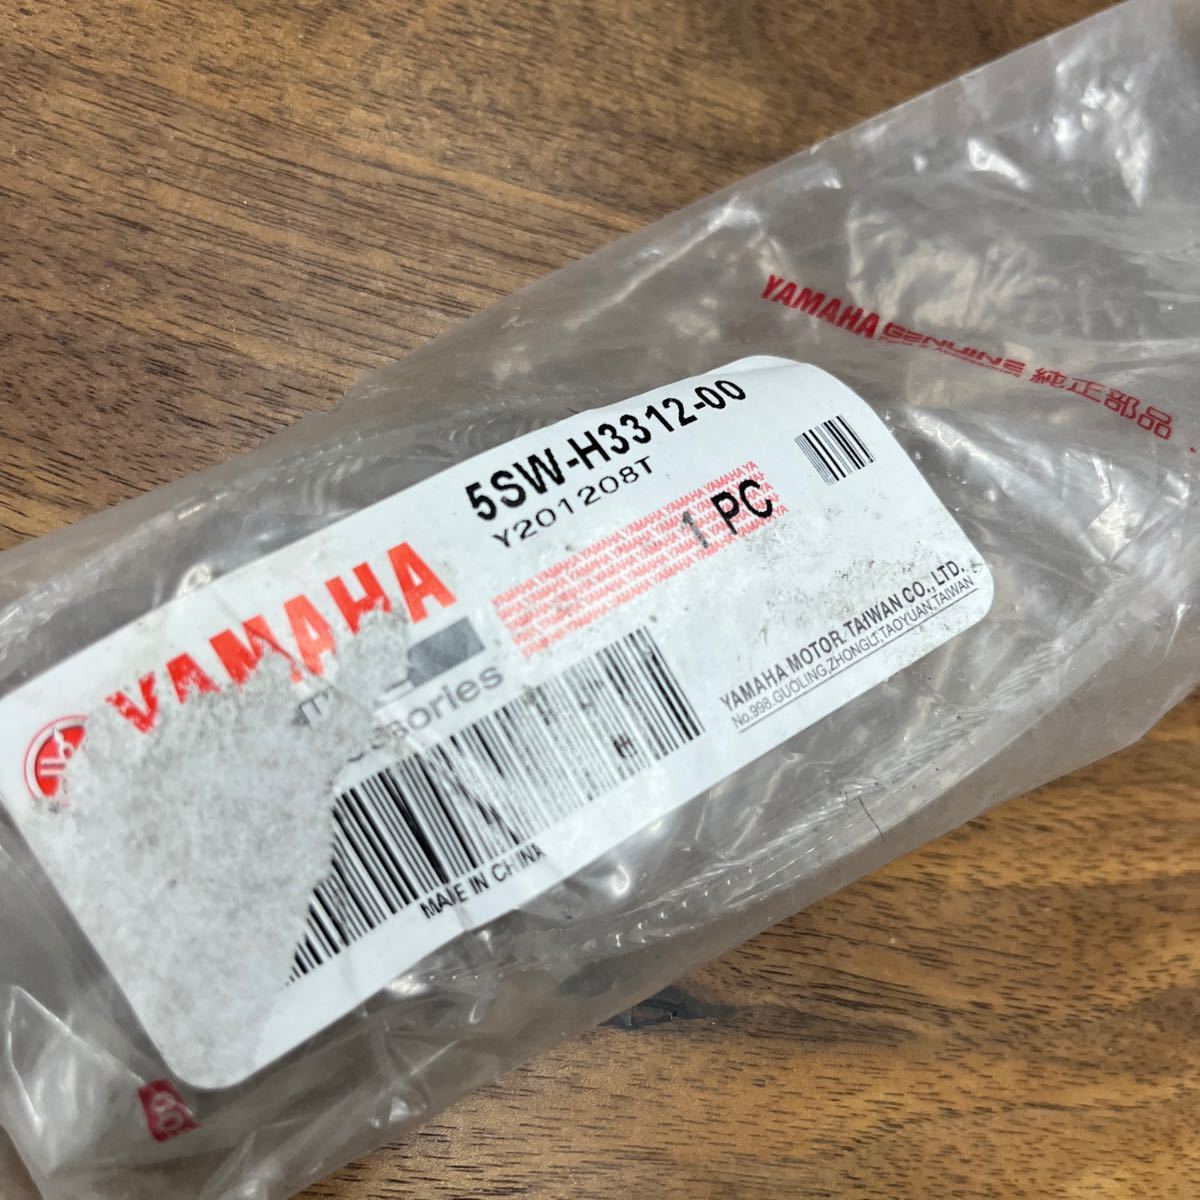 YAMAHA GENUINE 純正部品
5SW-H3312-00
Y201208T
1 PC
YAMAHA
YAMAHA MOTOR TAIWAN CO., LTD.
No.998.GUOLING,ZHONGLI,TAOYUAN,TAIWAN
MADE IN CHINA